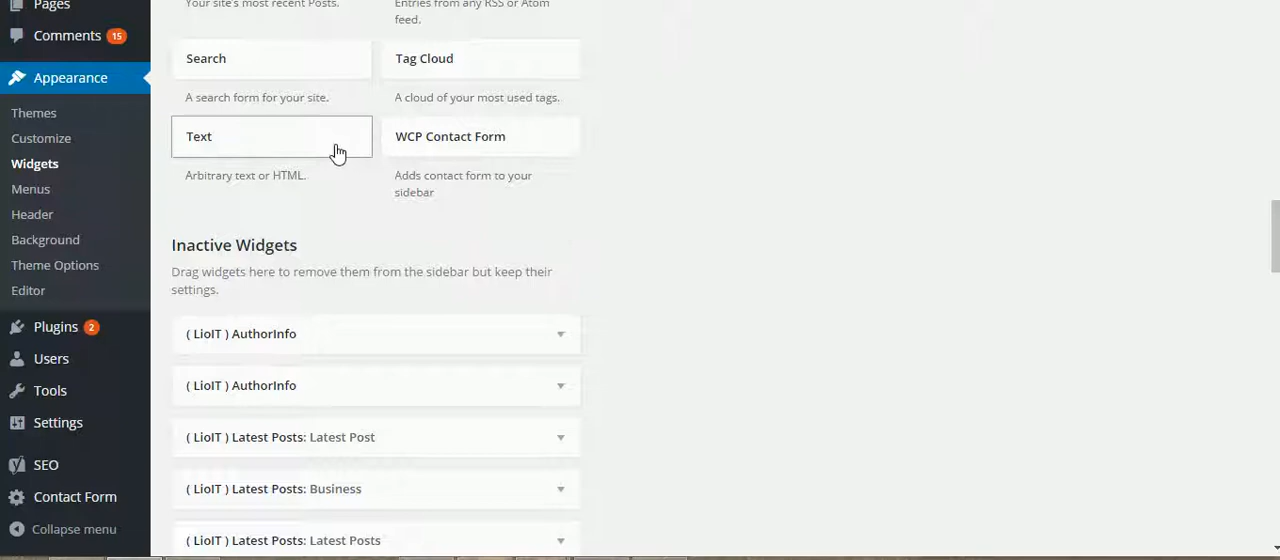 Pages
Comments 15
Appearance
Themes
Customize
Widgets
Menus
Header
Background
Theme Options
Editor
Plugins 2
Users
Tools
Settings
SEO
Contact Form
Collapse menu
Your site's most recent Posts.
Entries from any RSS or Atom
feed.
Search
A search form for your site.
Tag Cloud
A cloud of your most used tags.
Text
Arbitrary text or HTML.
WCP Contact Form
Adds contact form to your
sidebar
Inactive Widgets
Drag widgets here to remove them from the sidebar but keep their
settings.
( LioIT ) AuthorInfo
( LioIT ) AuthorInfo
( LioIT ) Latest Posts: Latest Post
( LioIT ) Latest Posts: Business
( LioIT ) Latest Posts: Latest Posts